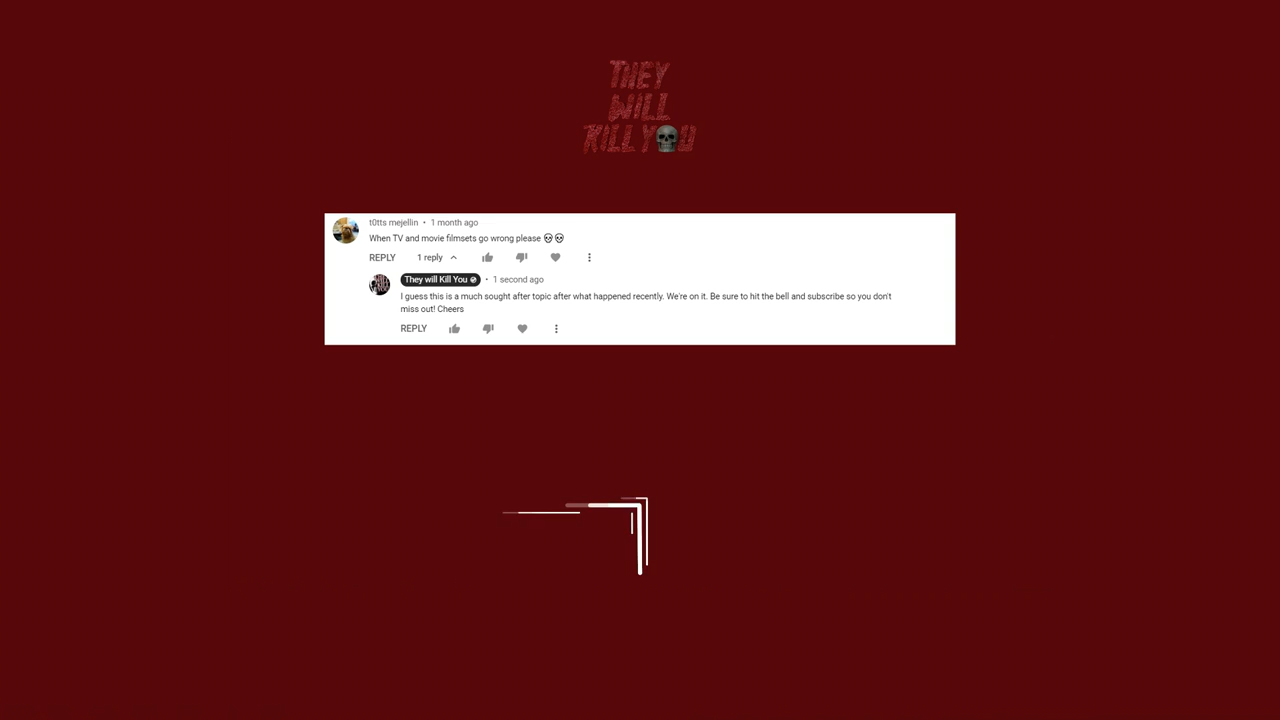 THEY
WILL
KILL YOU
t0tts mejellin • 1 month ago
When TV and movie filmsets go wrong please 💀💀
REPLY 1 reply
They will Kill You • 1 second ago
I guess this is a much sought after topic after what happened recently. We're on it. Be sure to hit the bell and subscribe so you don't
miss out! Cheers
REPLY